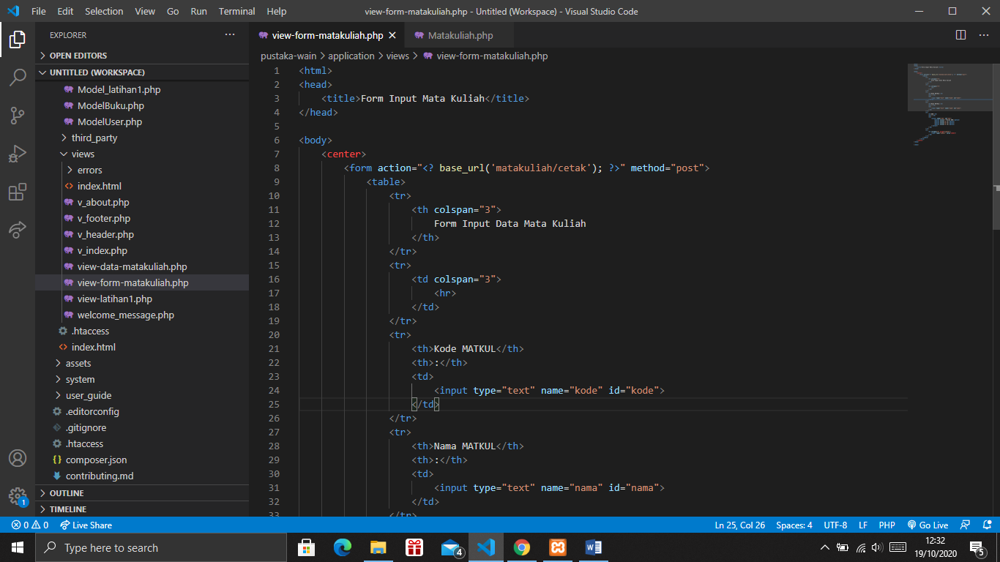 File Edit Selection View Go Run Terminal Help
view-form-matakuliah.php - Untitled (Workspace) - Visual Studio Code
EXPLORER
OPEN EDITORS
UNTITLED (WORKSPACE)
Model_latihan1.php
ModelBuku.php
ModelUser.php
third_party
views
errors
index.html
v_about.php
v_footer.php
v_header.php
v_index.php
view-data-matakuliah.php
view-form-matakuliah.php
view-latihan1.php
welcome_message.php
.htaccess
index.html
assets
system
user_guide
.editorconfig
.gitignore
.htaccess
composer.json
contributing.md
OUTLINE
TIMELINE
1
view-form-matakuliah.php Matakuliah.php
pustaka-wain > application > views > view-form-matakuliah.php
1 <html>
2 <head>
3 <title>Form Input Mata Kuliah</title>
4 </head>
5
6 <body>
7 <center>
8 <form action="<? base_url('matakuliah/cetak'); ?>" method="post">
9 <table>
10 <tr>
11 <th colspan="3">
12 Form Input Data Mata Kuliah
13 </th>
14 </tr>
15 <tr>
16 <td colspan="3">
17 <hr>
18 </td>
19 </tr>
20 <tr>
21 <th>Kode MATKUL</th>
22 <th>:</th>
23 <td>
24 <input type="text" name="kode" id="kode">
25 </td>
26 </tr>
27 <tr>
28 <th>Nama MATKUL</th>
29 <th>:</th>
30 <td>
31 <input type="text" name="nama" id="nama">
32 </td>
33 </tr>
0 0 Live Share
Ln 25, Col 26 Spaces: 4 UTF-8 LF PHP Go Live
Type here to search
4
12:32
19/10/2020
5